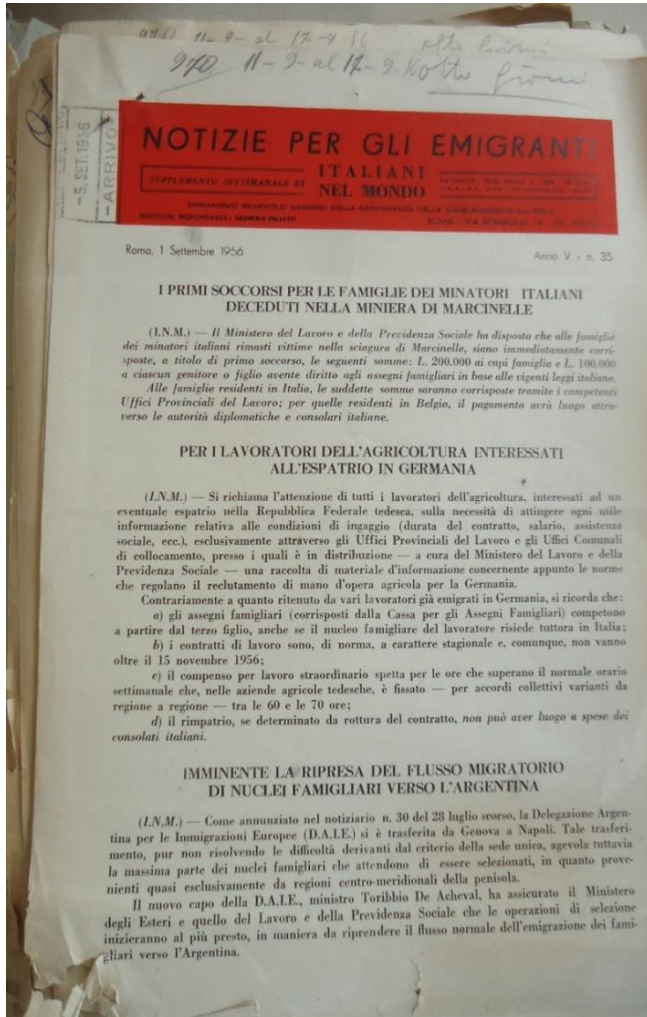 970 11-9-al 17-9-
otto giorni
-5. SET. 1956
-ARRIVO-
NOTIZIE PER GLI EMIGRANTI
SUPPLEMENTO SETTIMANALE DI
ITALIANI
NEL MONDO
DIRETTORE RESPONSABILE:
ROMA - VIA ROMAGNA
Roma, 1 Settembre 1956
Anno V - n. 35
I PRIMI SOCCORSI PER LE FAMIGLIE DEI MINATORI ITALIANI
DECEDUTI NELLA MINIERA DI MARCINELLE
(I.N.M.) — Il Ministero del Lavoro e della Previdenza Sociale ha disposto che alle famiglie
dei minatori italiani rimasti vittime nella sciagura di Marcinelle, siano immediatamente corri-
sposte, a titolo di primo soccorso, le seguenti somme: L. 200.000 ai capi famiglia e L. 100.000
a ciascun genitore o figlio avente diritto agli assegni famigliari in base alle vigenti leggi italiane.
Alle famiglie residenti in Italia, le suddette somme saranno corrisposte tramite i competenti
Uffici Provinciali del Lavoro; per quelle residenti in Belgio, il pagamento avrà luogo attra-
verso le autorità diplomatiche e consolari italiane.
PER I LAVORATORI DELL'AGRICOLTURA INTERESSATI
ALL'ESPATRIO IN GERMANIA
(I.N.M.) — Si richiama l'attenzione di tutti i lavoratori dell'agricoltura, interessati ad un
eventuale espatrio nella Repubblica Federale tedesca, sulla necessità di attingere ogni utile
informazione relativa alle condizioni di ingaggio (durata del contratto, salario, assistenza
sociale, ecc.), esclusivamente attraverso gli Uffici Provinciali del Lavoro e gli Uffici Comunali
di collocamento, presso i quali è in distribuzione — a cura del Ministero del Lavoro e della
Previdenza Sociale — una raccolta di materiale d'informazione concernente appunto le norme
che regolano il reclutamento di mano d'opera agricola per la Germania.
Contrariamente a quanto ritenuto da vari lavoratori già emigrati in Germania, si ricorda che:
a) gli assegni famigliari (corrisposti dalla Cassa per gli Assegni Famigliari) competono
a partire dal terzo figlio, anche se il nucleo famigliare del lavoratore risiede tuttora in Italia;
b) i contratti di lavoro sono, di norma, a carattere stagionale e, comunque, non vanno
oltre il 15 novembre 1956;
c) il compenso per lavoro straordinario spetta per le ore che superano il normale orario
settimanale che, nelle aziende agricole tedesche, è fissato — per accordi collettivi varianti da
regione a regione — tra le 60 e le 70 ore;
d) il rimpatrio, se determinato da rottura del contratto, non può aver luogo a spese dei
consolati italiani.
IMMINENTE LA RIPRESA DEL FLUSSO MIGRATORIO
DI NUCLEI FAMIGLIARI VERSO L'ARGENTINA
(I.N.M.) — Come annunziato nel notiziario n. 30 del 28 luglio scorso, la Delegazione Argen-
tina per le Immigrazioni Europee (D.A.I.E.) si è trasferita da Genova a Napoli. Tale trasferi-
mento, pur non risolvendo le difficoltà derivanti dal criterio della sede unica, agevola tuttavia
la massima parte dei nuclei famigliari che attendono di essere selezionati, in quanto prove-
nienti quasi esclusivamente da regioni centro-meridionali della penisola.
Il nuovo capo della D.A.I.E., ministro Toribbio De Acheval, ha assicurato il Ministero
degli Esteri e quello del Lavoro e della Previdenza Sociale che le operazioni di selezione
inizieranno al più presto, in maniera da riprendere il flusso normale dell'emigrazione dei fami-
gliari verso l'Argentina.